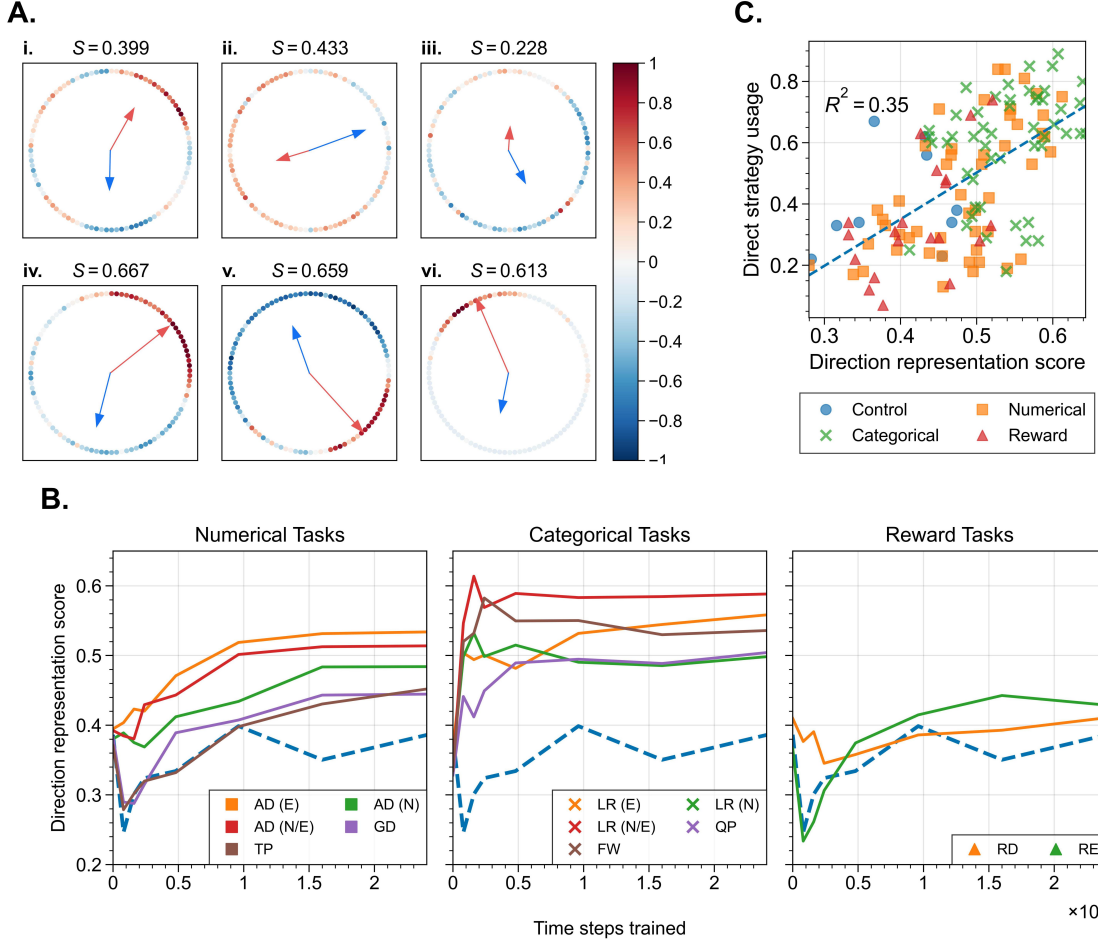 A.
i. S = 0.399
ii. S = 0.433
iii. S = 0.228
iv. S = 0.667
v. S = 0.659
vi. S = 0.613
1
0.8
0.6
0.4
0.2
0
−0.2
−0.4
−0.6
−0.8
−1
C.
Direct strategy usage
0.8
0.6
0.4
0.2
R² = 0.35
0.3 0.4 0.5 0.6
Direction representation score
Control Numerical
Categorical Reward
B.
Numerical Tasks
Categorical Tasks
Reward Tasks
Direction representation score
0.6
0.5
0.4
0.3
0.2
AD (E) AD (N)
AD (N/E) GD
TP
0 0.5 1 1.5 2
LR (E) LR (N)
LR (N/E) QP
FW
0 0.5 1 1.5 2
RD RE
0 0.5 1 1.5 2
×10
Time steps trained